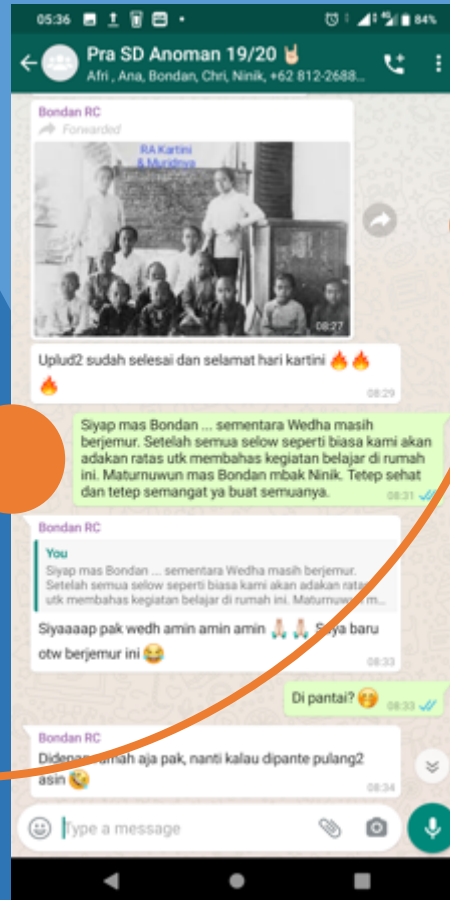 05:36
84%
Pra SD Anoman 19/20 🤘
Afri , Ana, Bondan, Chri, Ninik, +62 812-2688...
Bondan RC
Forwarded
RA Kartini
& Muridnya
08:27
Uplud2 sudah selesai dan selamat hari kartini 🔥 🔥
🔥
08:29
Siyap mas Bondan ... sementara Wedha masih
berjemur. Setelah semua selow seperti biasa kami akan
adakan ratas utk membahas kegiatan belajar di rumah
ini. Maturnuwun mas Bondan mbak Ninik. Tetep sehat
dan tetep semangat ya buat semuanya.
08:31
Bondan RC
You
Siyap mas Bondan ... sementara Wedha masih berjemur.
Setelah semua selow seperti biasa kami akan adakan ratas
utk membahas kegiatan belajar di rumah ini. Maturnuwun m...
Siyaaaap pak wedh amin amin amin 🙏 🙏 Saya baru
otw berjemur ini 😂
08:33
Di pantai? 🤭
08:33
Bondan RC
Didepan rumah aja pak, nanti kalau dipante pulang2
asin 🤣
08:34
Type a message